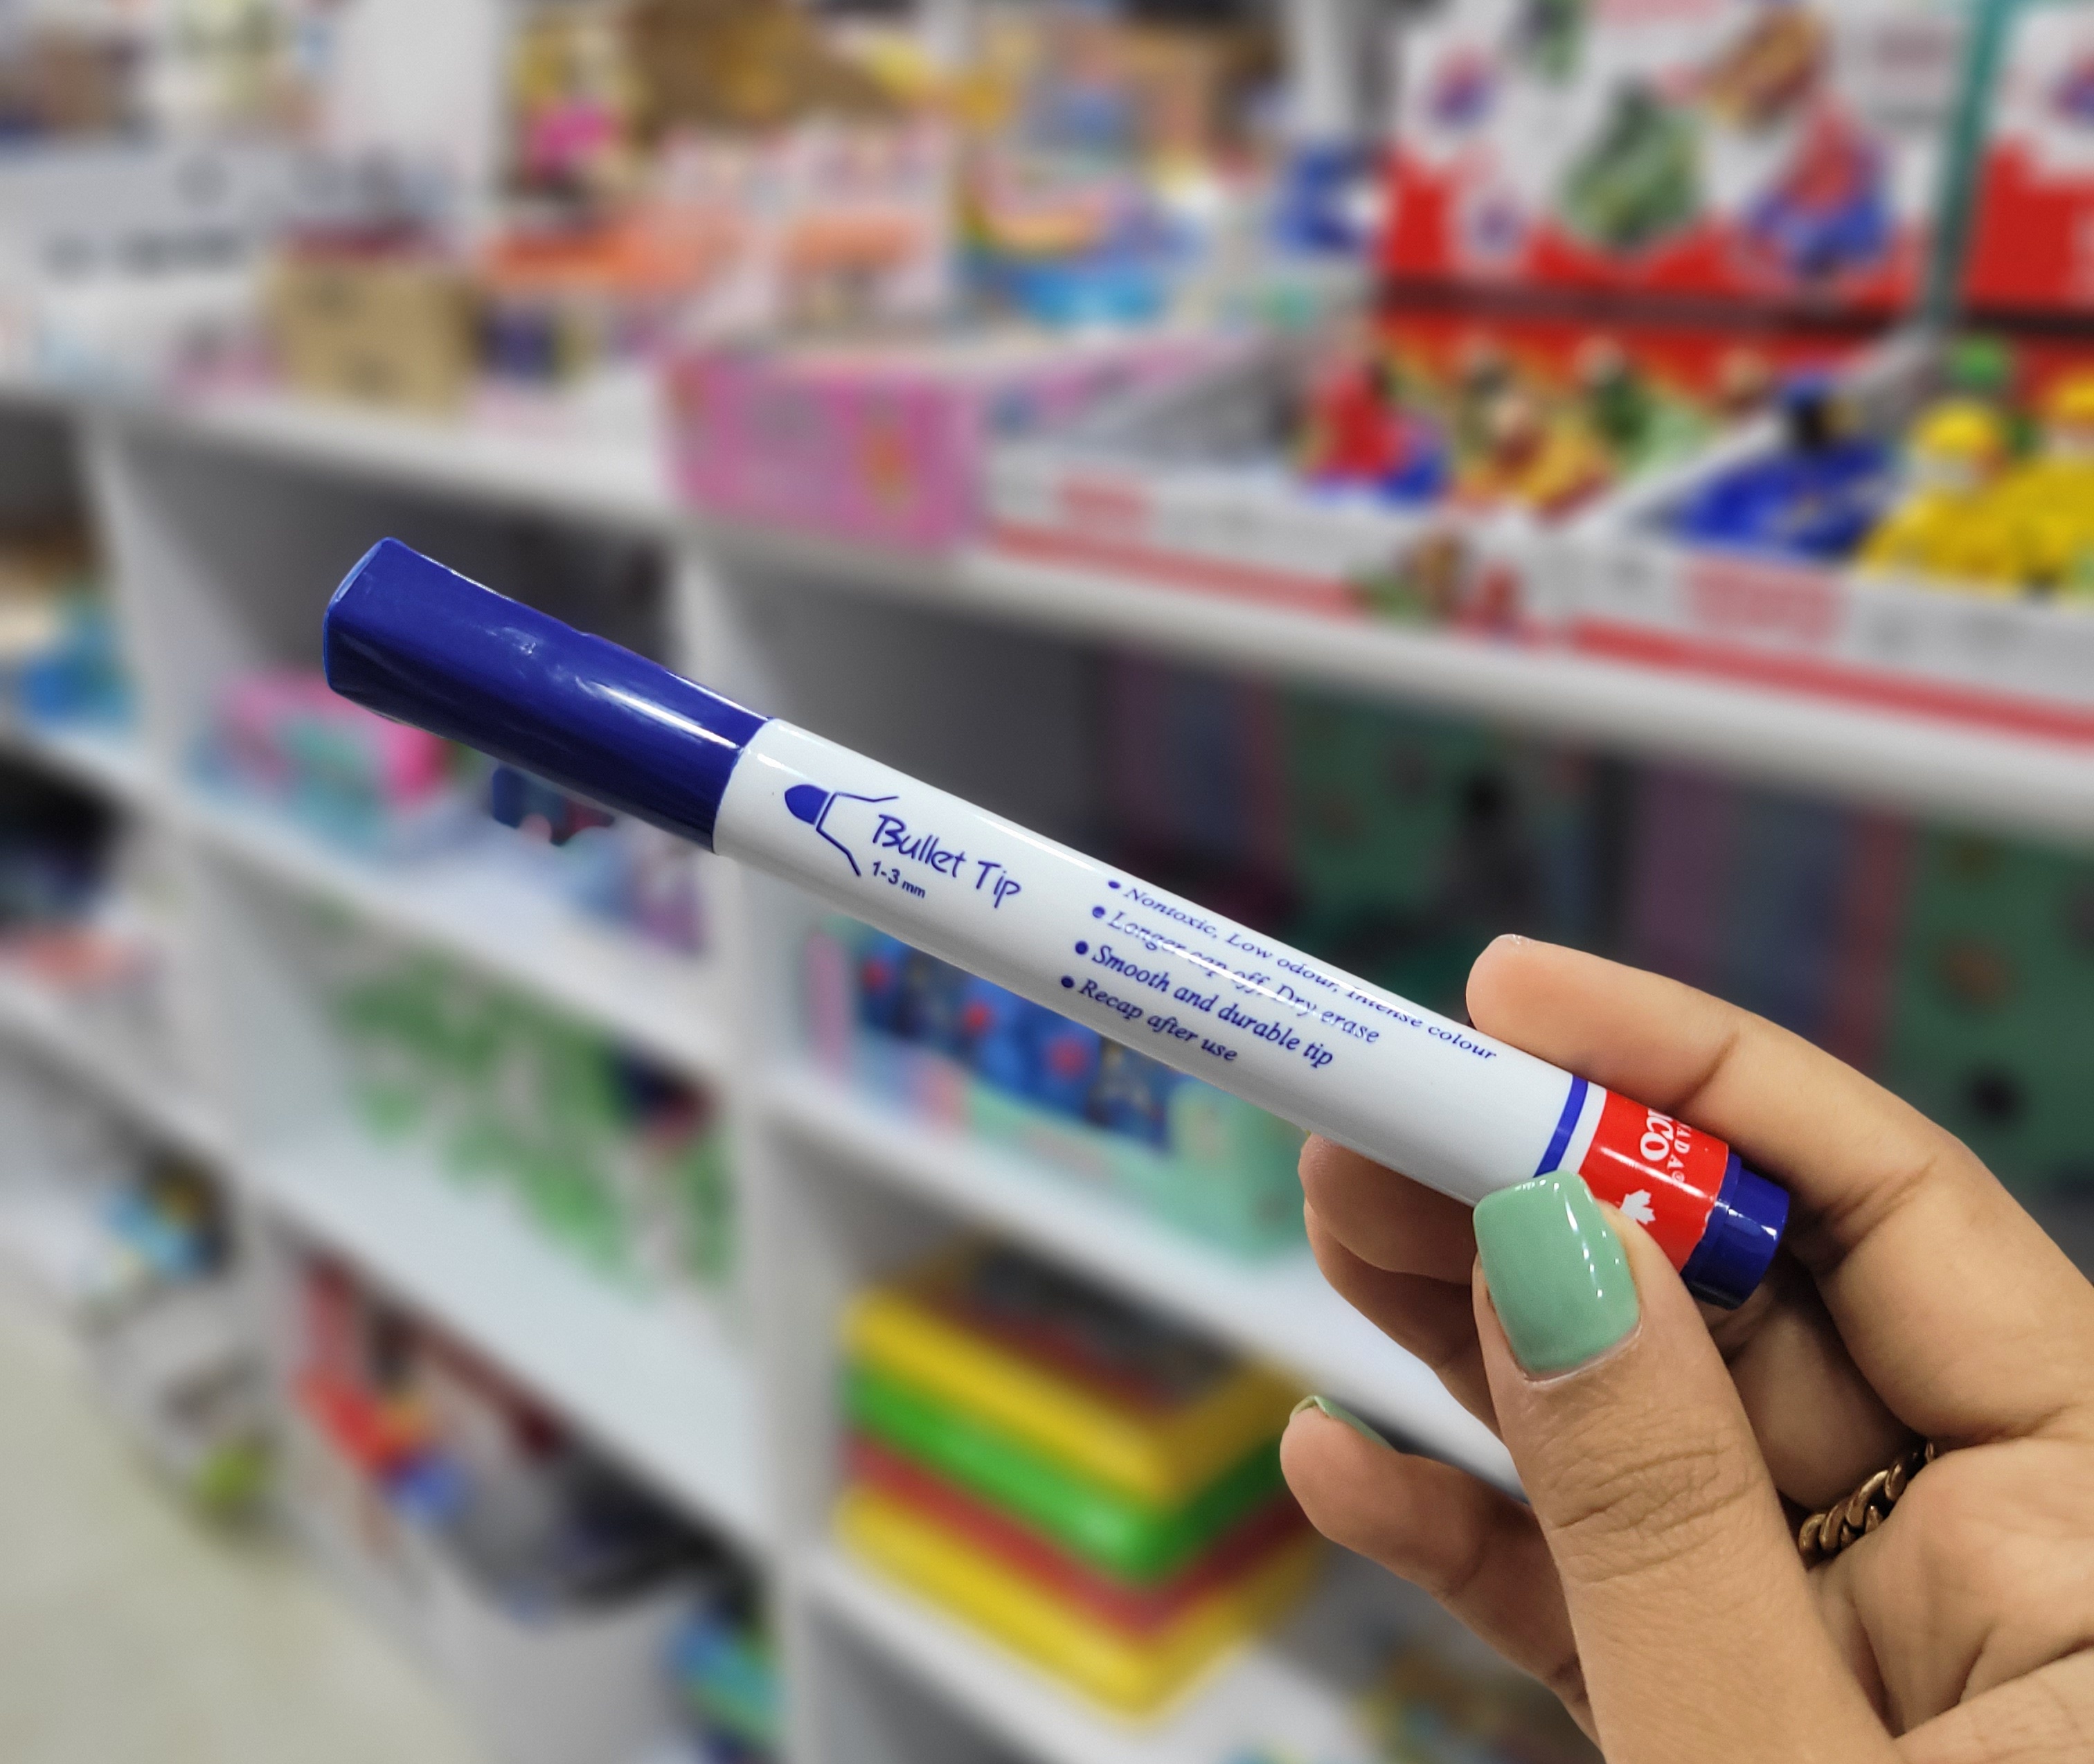 Bullet Tip
1-3 mm
• Nontoxic, Low odour, Intense colour
• Longer cap off, Dry erase
• Smooth and durable tip
• Recap after use